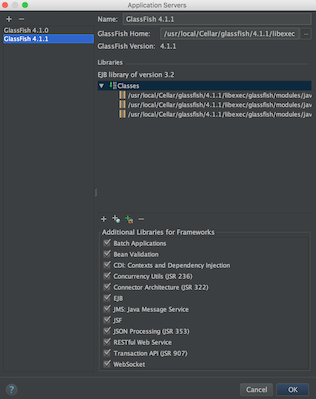 Application Servers
GlassFish 4.1.0
GlassFish 4.1.1
Name: GlassFish 4.1.1
GlassFish Home: /usr/local/Cellar/glassfish/4.1.1/libexec
GlassFish Version: 4.1.1
Libraries
EJB library of version 3.2
Classes
/usr/local/Cellar/glassfish/4.1.1/libexec/glassfish/modules/jav
/usr/local/Cellar/glassfish/4.1.1/libexec/glassfish/modules/jav
/usr/local/Cellar/glassfish/4.1.1/libexec/glassfish/modules/jav
Additional Libraries for Frameworks
Batch Applications
Bean Validation
CDI: Contexts and Dependency Injection
Concurrency Utils (JSR 236)
Connector Architecture (JSR 322)
EJB
JMS: Java Message Service
JSF
JSON Processing (JSR 353)
RESTful Web Service
Transaction API (JSR 907)
WebSocket
?
Cancel
OK